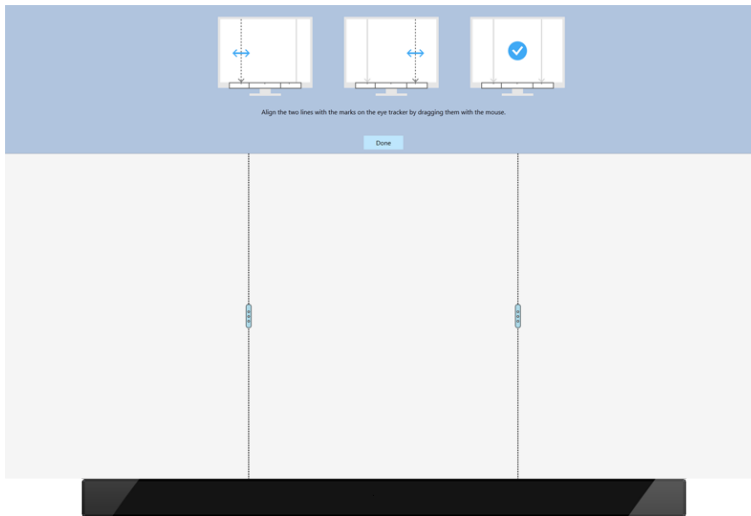 Align the two lines with the marks on the eye tracker by dragging them with the mouse.
Done